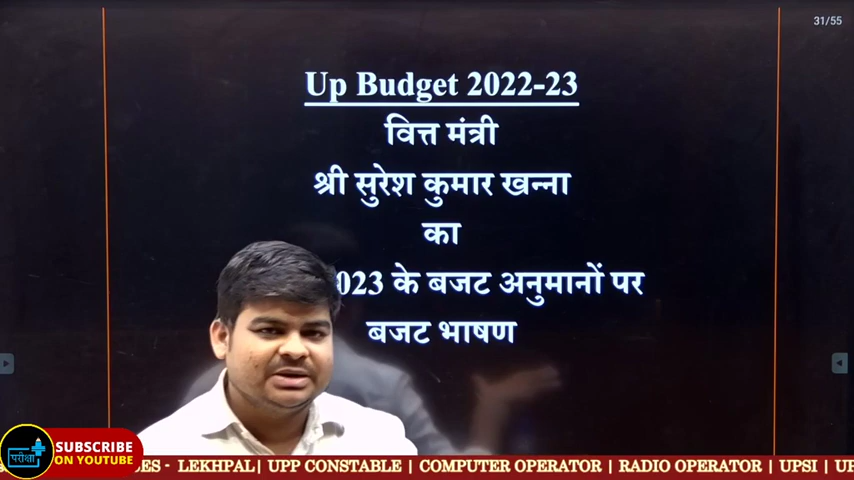 31/55
Up Budget 2022-23
वित्त मंत्री
श्री सुरेश कुमार खन्ना
का
023 के बजट अनुमानों पर
बजट भाषण
परीक्षा
SUBSCRIBE
ON YOUTUBE
ES - LEKHPAL| UPP CONSTABLE | COMPUTER OPERATOR | RADIO OPERATOR | UPSI | UP